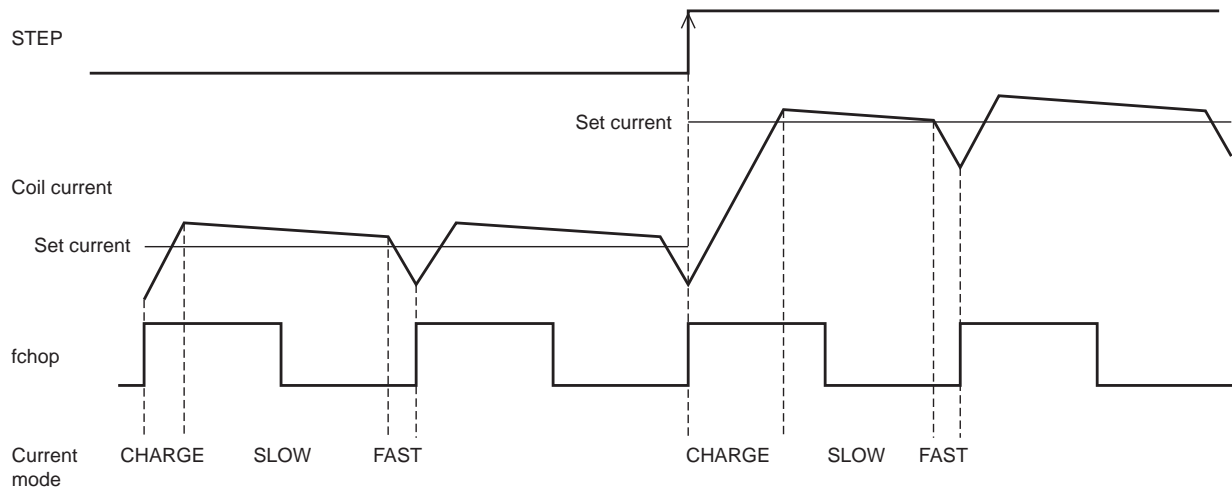 STEP
Set current
Coil current
Set current
fchop
Current mode
CHARGE SLOW FAST CHARGE SLOW FAST